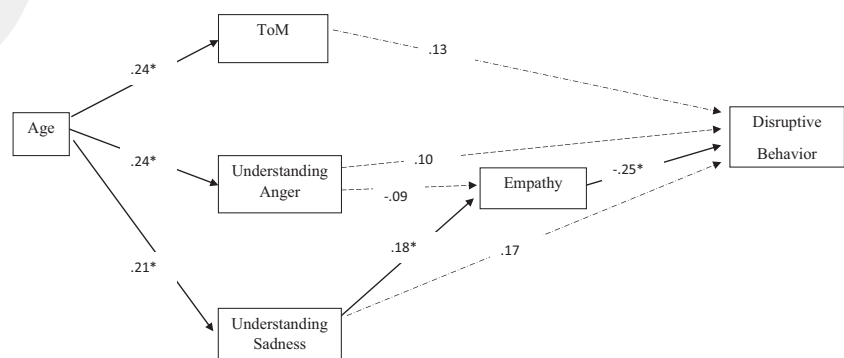 ToM
.13
.24*
Age
Disruptive
Behavior
.24*
.10
Understanding
Anger
-.09
Empathy
-.25*
.21*
.18*
.17
Understanding
Sadness